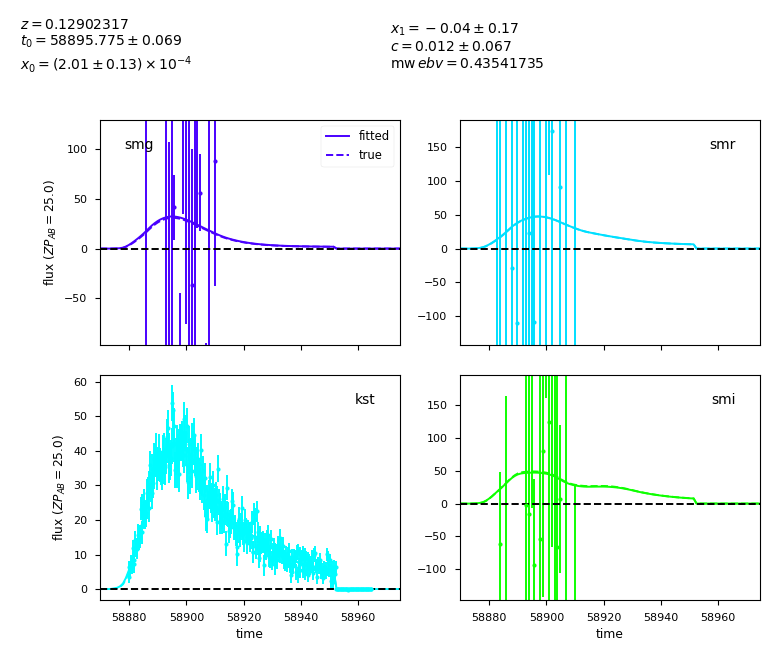 z = 0.12902317
t₀ = 58895.775 ± 0.069
x₀ = (2.01 ± 0.13) × 10⁻⁴
x₁ = −0.04 ± 0.17
c = 0.012 ± 0.067
mw ebv = 0.43541735
smg
fitted
true
100
50
0
−50
flux (ZP_AB = 25.0)
smr
150
100
50
0
−50
−100
kst
60
50
40
30
20
10
0
flux (ZP_AB = 25.0)
58880 58900 58920 58940 58960
time
smi
150
100
50
0
−50
−100
58880 58900 58920 58940 58960
time